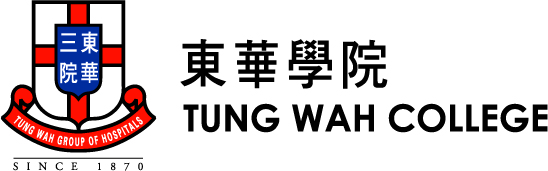 東華
三院
TUNG WAH GROUP OF HOSPITALS
SINCE 1870
東華學院
TUNG WAH COLLEGE